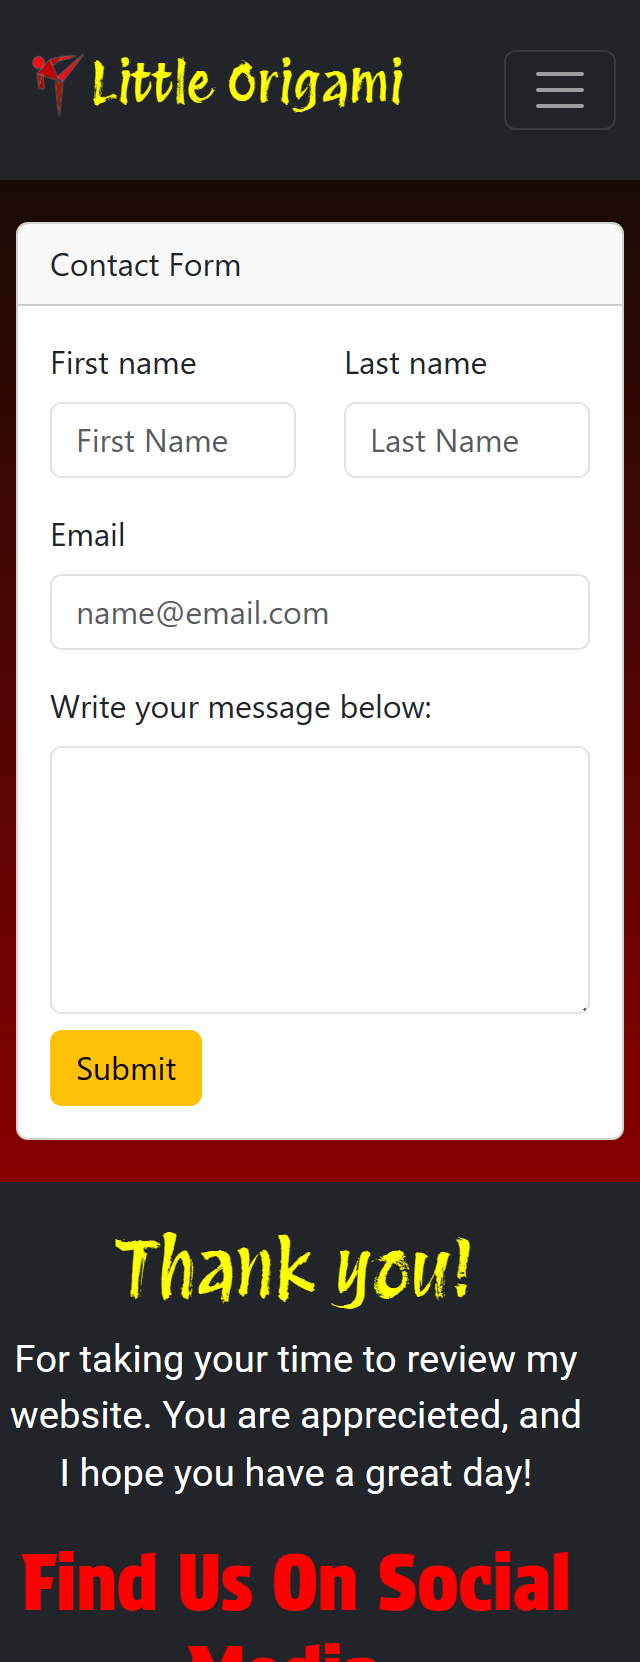 Little Origami
Contact Form
First name Last name
First Name Last Name
Email
name@email.com
Write your message below:
Submit
Thank you!
For taking your time to review my
website. You are apprecieted, and
I hope you have a great day!
Find Us On Social
Media